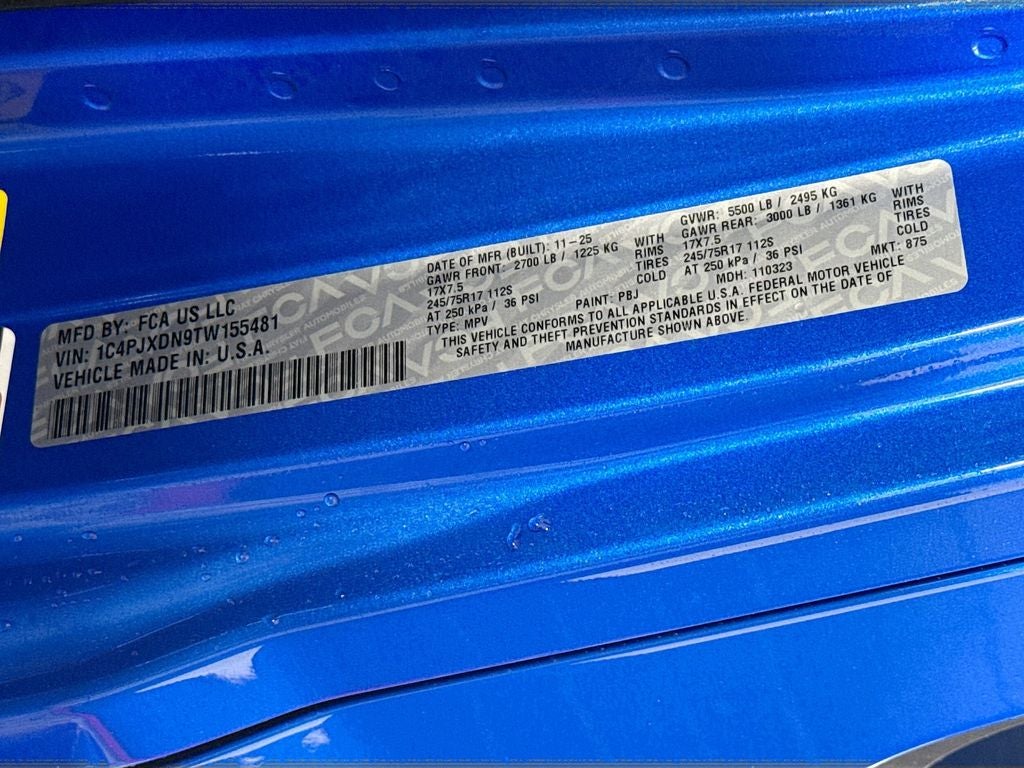 MFD BY: FCA US LLC
VIN: 1C4PJXDN9TW155481
VEHICLE MADE IN: U.S.A.
DATE OF MFR (BUILT): 11-25
GAWR FRONT: 2700 LB / 1225 KG WITH
17X7.5 RIMS
245/75R17 112S TIRES
AT 250 kPa / 36 PSI COLD
TYPE: MPV PAINT: PBJ
GVWR: 5500 LB / 2495 KG
GAWR REAR: 3000 LB / 1361 KG WITH
17X7.5 RIMS
245/75R17 112S TIRES
AT 250 kPa / 36 PSI COLD
MDH: 110323 MKT: 875
THIS VEHICLE CONFORMS TO ALL APPLICABLE U.S.A. FEDERAL MOTOR VEHICLE
SAFETY AND THEFT PREVENTION STANDARDS IN EFFECT ON THE DATE OF
MANUFACTURE SHOWN ABOVE.